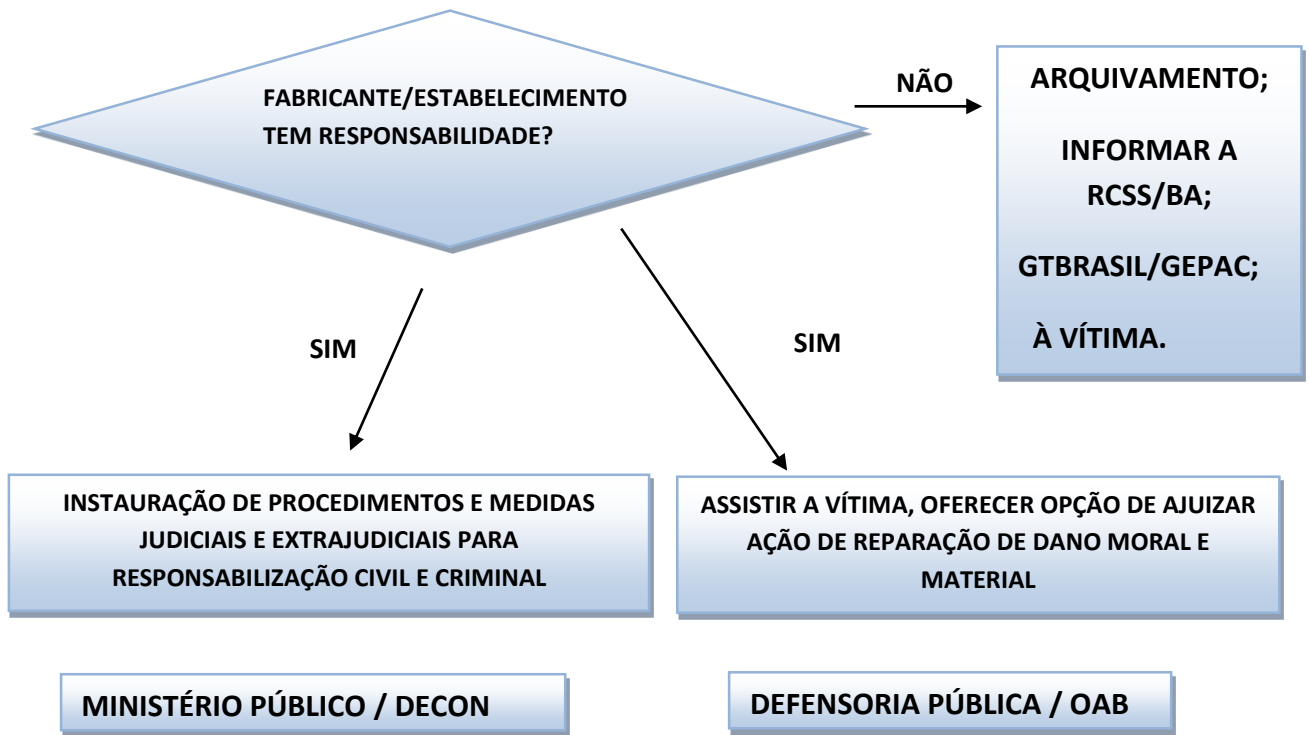 FABRICANTE/ESTABELECIMENTO
TEM RESPONSABILIDADE?
NÃO
ARQUIVAMENTO;
INFORMAR A
RCSS/BA;
GTBRASIL/GEPAC;
À VÍTIMA.
SIM
SIM
INSTAURAÇÃO DE PROCEDIMENTOS E MEDIDAS
JUDICIAIS E EXTRAJUDICIAIS PARA
RESPONSABILIZAÇÃO CIVIL E CRIMINAL
ASSISTIR A VÍTIMA, OFERECER OPÇÃO DE AJUIZAR
AÇÃO DE REPARAÇÃO DE DANO MORAL E
MATERIAL
MINISTÉRIO PÚBLICO / DECON
DEFENSORIA PÚBLICA / OAB